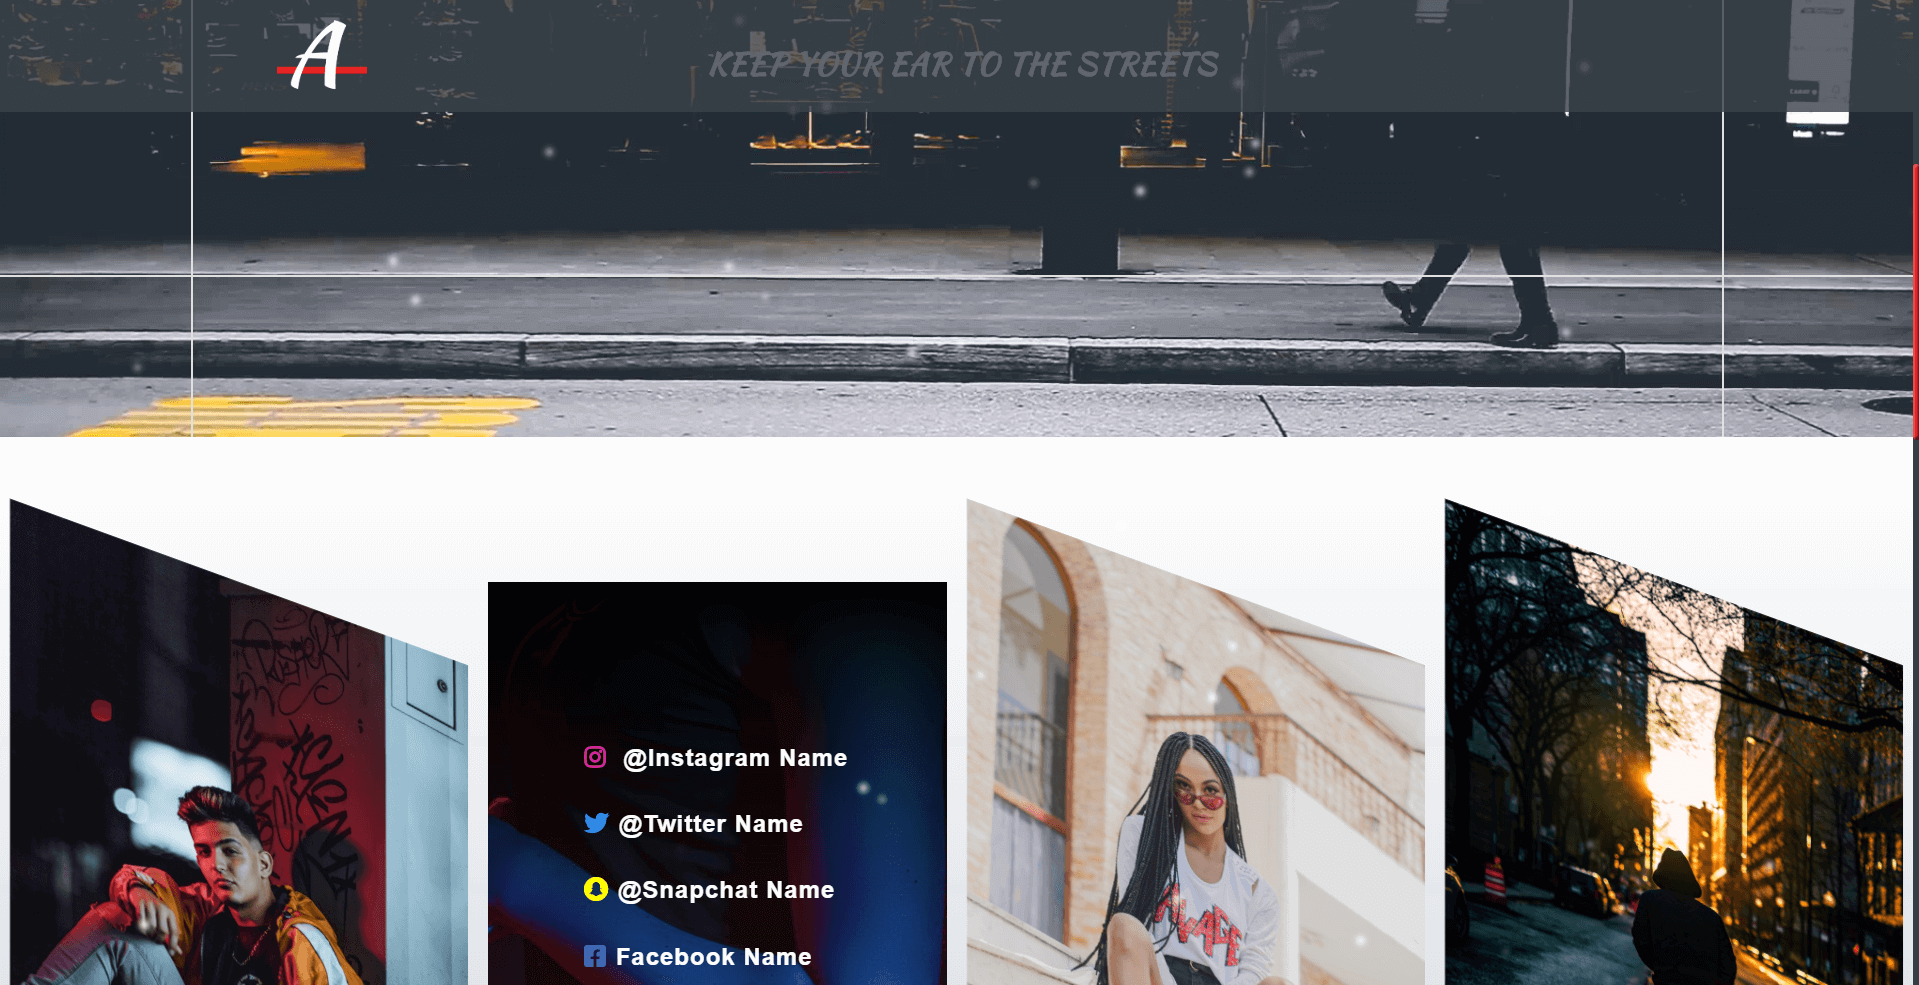 A
KEEP YOUR EAR TO THE STREETS
@Instagram Name
@Twitter Name
@Snapchat Name
Facebook Name